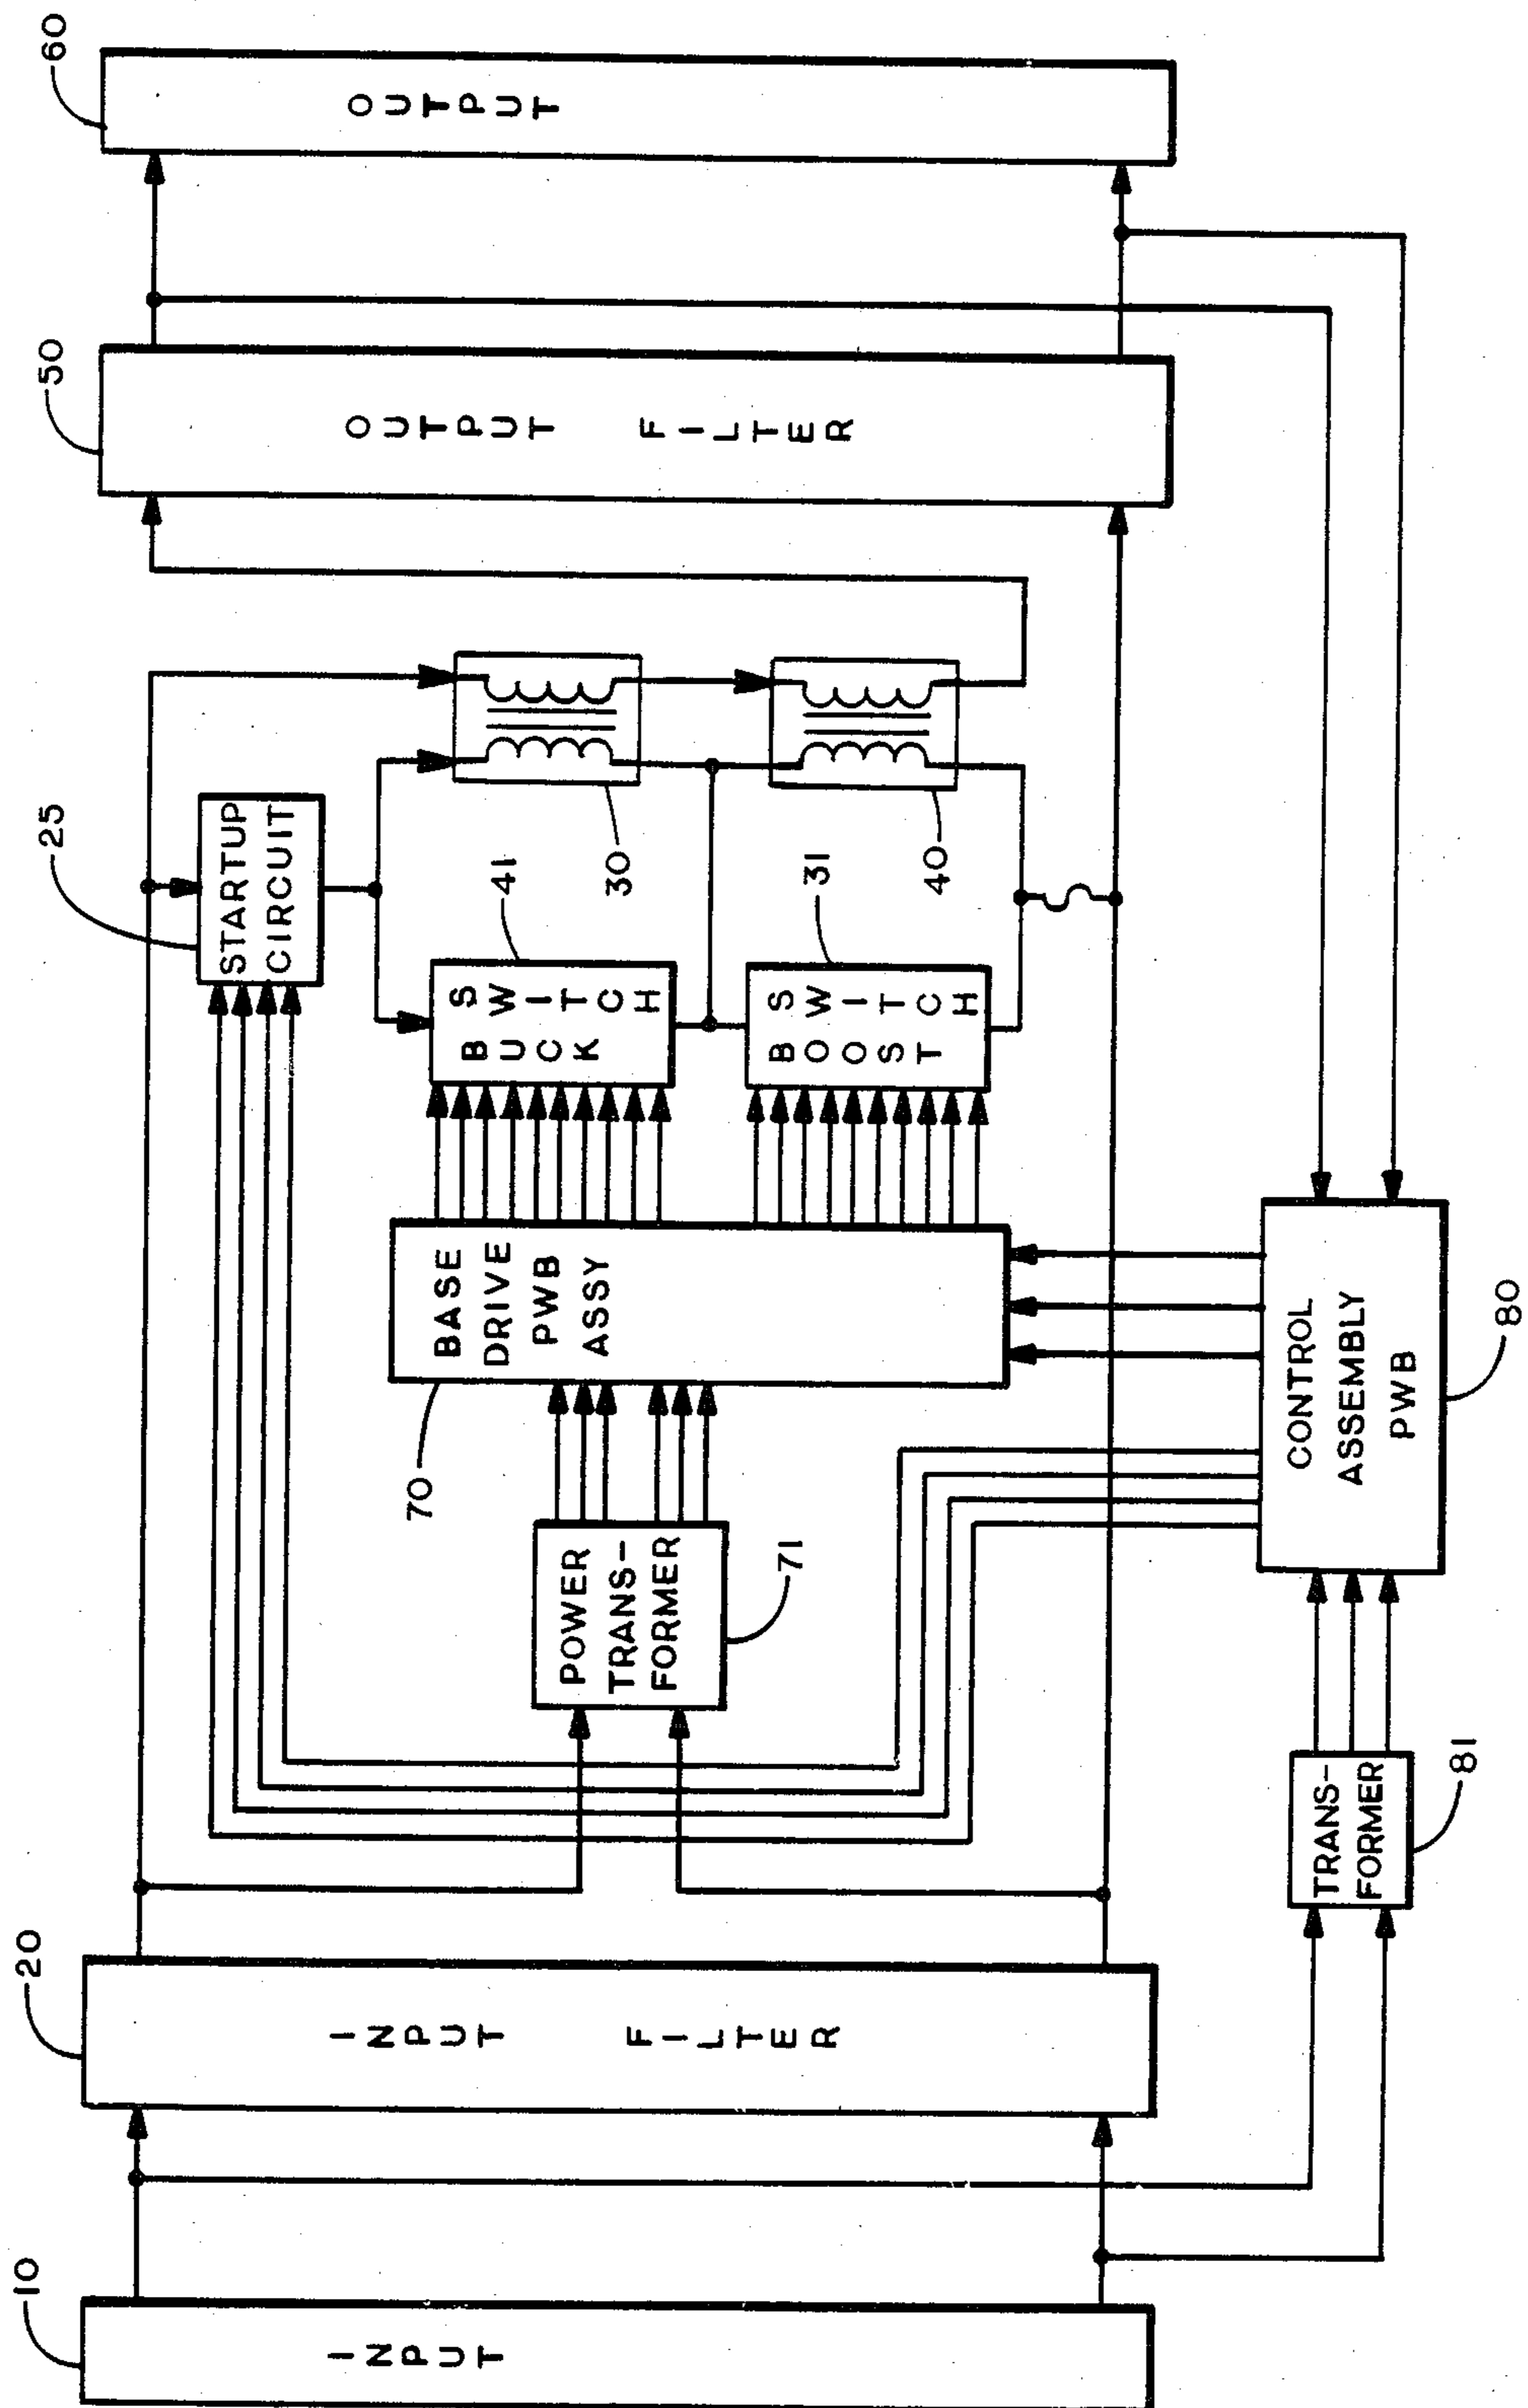 10
INPUT
20
INPUT FILTER
25
STARTUP
CIRCUIT
POWER
TRANS-
FORMER
71
70
BASE
DRIVE
PWB
ASSY
BUCK
SWITCH
41
BOOST
SWITCH
31
30
40
50
OUTPUT FILTER
60
OUTPUT
TRANS-
FORMER
81
CONTROL
ASSEMBLY
PWB
80